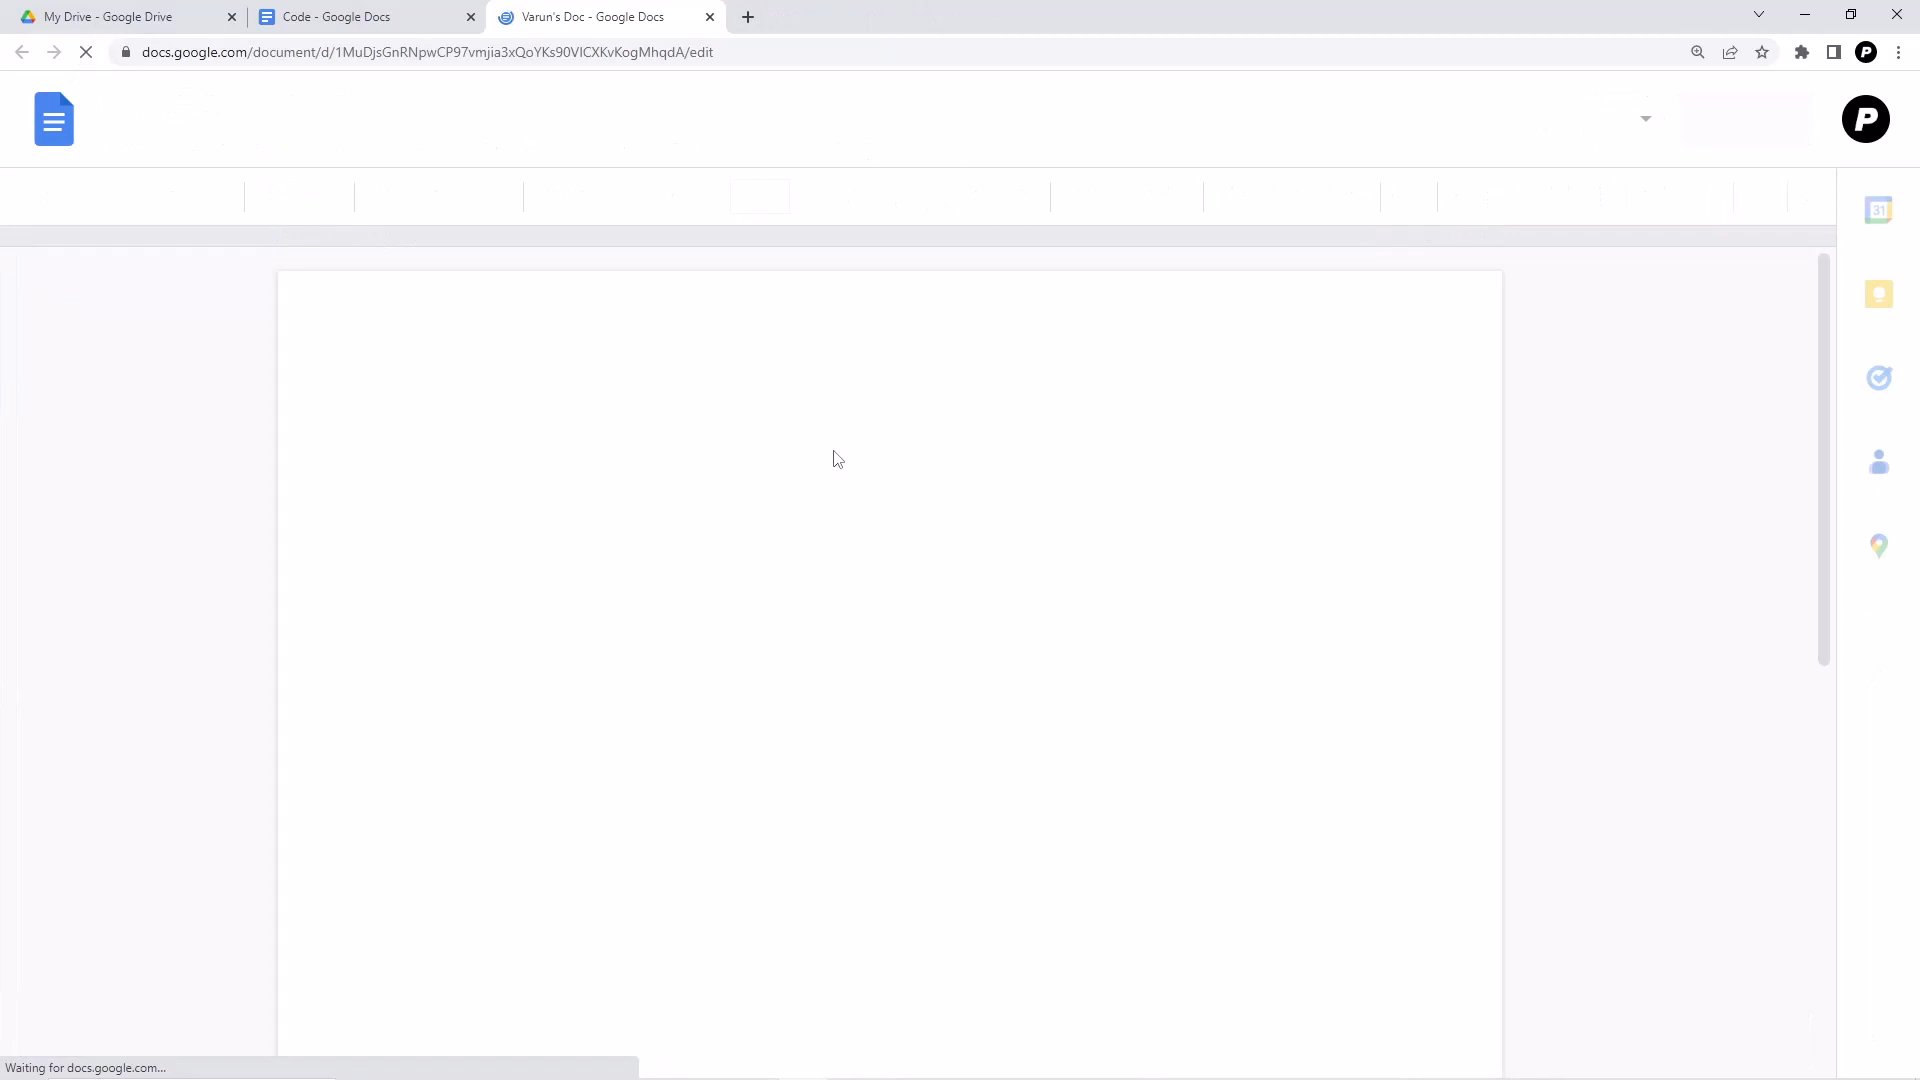 My Drive - Google Drive
Code - Google Docs
Varun's Doc - Google Docs
docs.google.com/document/d/1MuDjsGnRNpwCP97vmjia3xQoYKs90VlCXKvKogMhqdA/edit
P
P
31
Waiting for docs.google.com...